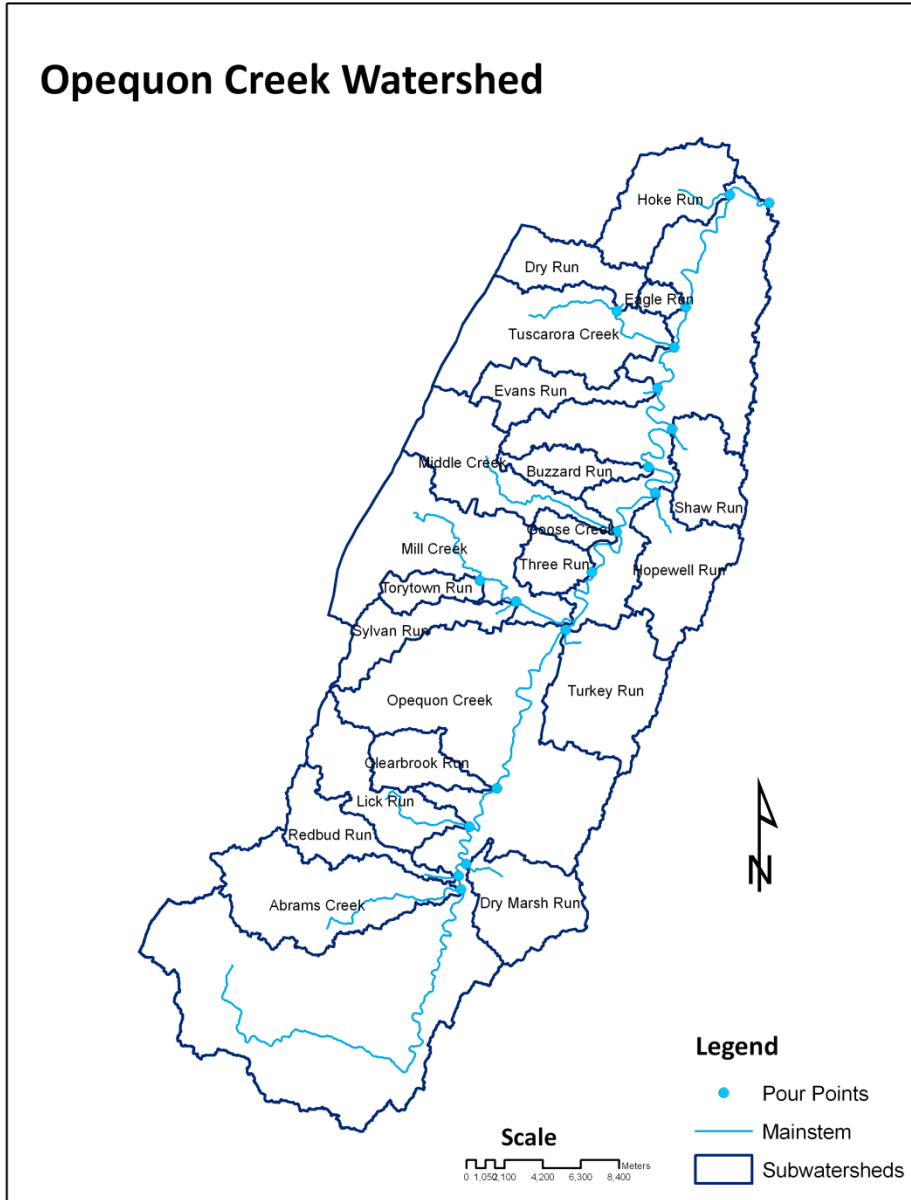 Opequon Creek Watershed
Hoke Run
Dry Run
Eagle Run
Tuscarora Creek
Evans Run
Middle Creek
Buzzard Run
Shaw Run
Goose Creek
Mill Creek
Three Run
Hopewell Run
Torytown Run
Sylvan Run
Turkey Run
Opequon Creek
Clearbrook Run
Lick Run
Redbud Run
Abrams Creek
Dry Marsh Run
N
Legend
Pour Points
Mainstem
Subwatersheds
Scale
Meters
0 1,050 2,100 4,200 6,300 8,400